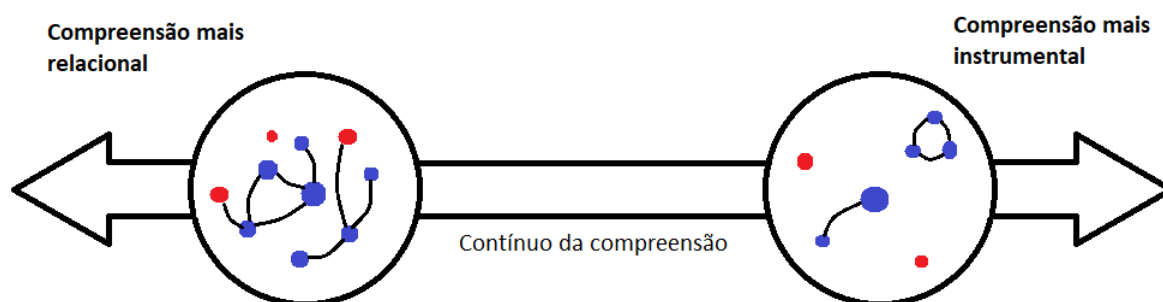 Compreensão mais
relacional
Compreensão mais
instrumental
Contínuo da compreensão